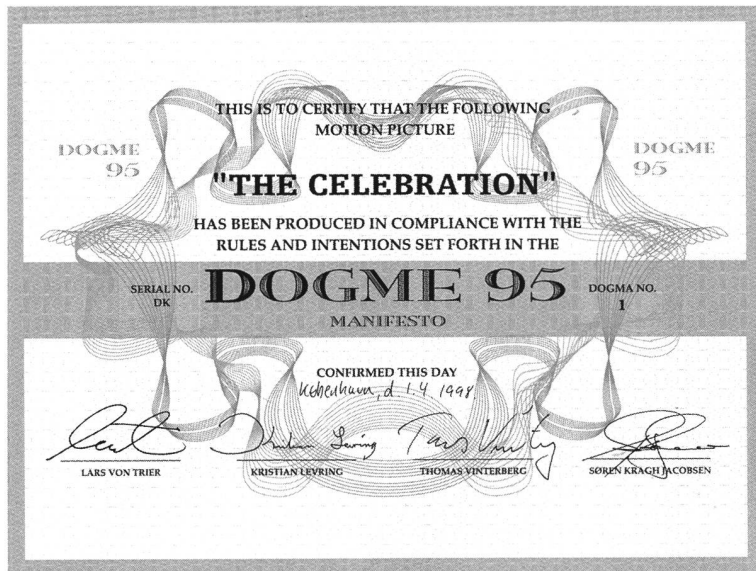 THIS IS TO CERTIFY THAT THE FOLLOWING
MOTION PICTURE
DOGME
95
DOGME
95
"THE CELEBRATION"
HAS BEEN PRODUCED IN COMPLIANCE WITH THE
RULES AND INTENTIONS SET FORTH IN THE
SERIAL NO.
DK
DOGME 95
MANIFESTO
DOGMA NO.
1
CONFIRMED THIS DAY
København, d. 1.4. 1998.
Kristian Levring
LARS VON TRIER
KRISTIAN LEVRING
THOMAS VINTERBERG
SØREN KRAGH JACOBSEN